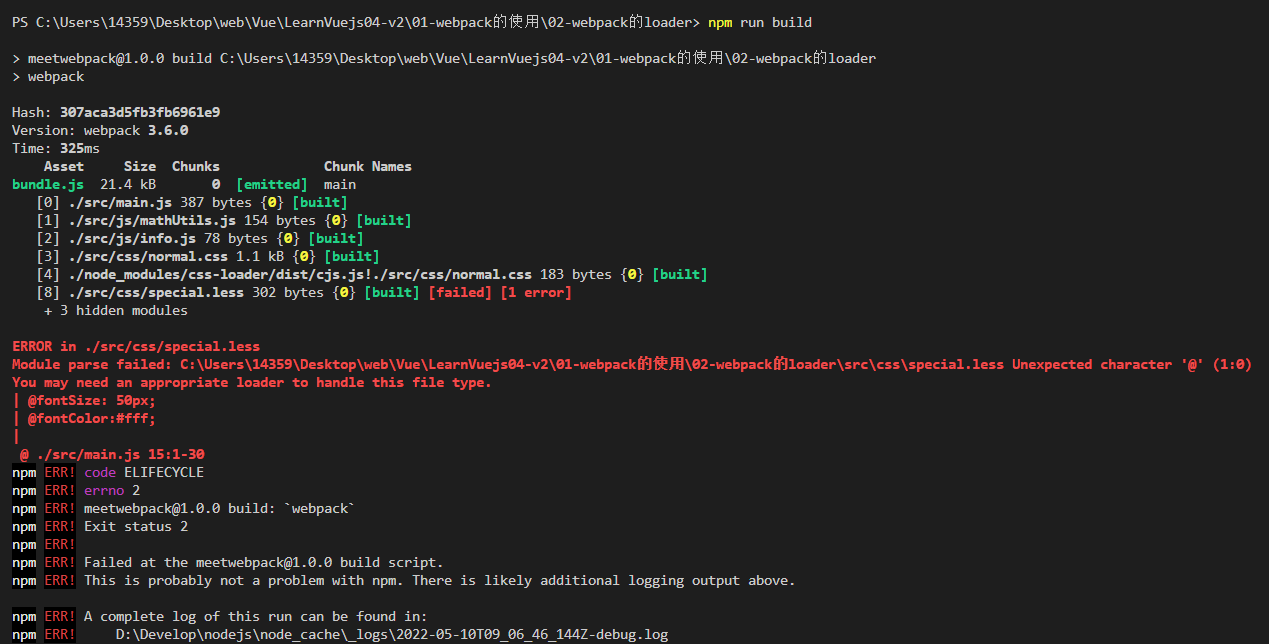 PS C:\Users\14359\Desktop\web\Vue\LearnVuejs04-v2\01-webpack的使用\02-webpack的loader> npm run build
> meetwebpack@1.0.0 build C:\Users\14359\Desktop\web\Vue\LearnVuejs04-v2\01-webpack的使用\02-webpack的loader
> webpack
Hash: 307aca3d5fb3fb6961e9
Version: webpack 3.6.0
Time: 325ms
Asset Size Chunks Chunk Names
bundle.js 21.4 kB 0 [emitted] main
[0] ./src/main.js 387 bytes {0} [built]
[1] ./src/js/mathUtils.js 154 bytes {0} [built]
[2] ./src/js/info.js 78 bytes {0} [built]
[3] ./src/css/normal.css 1.1 kB {0} [built]
[4] ./node_modules/css-loader/dist/cjs.js!./src/css/normal.css 183 bytes {0} [built]
[8] ./src/css/special.less 302 bytes {0} [built] [failed] [1 error]
+ 3 hidden modules
ERROR in ./src/css/special.less
Module parse failed: C:\Users\14359\Desktop\web\Vue\LearnVuejs04-v2\01-webpack的使用\02-webpack的loader\src\css\special.less Unexpected character '@' (1:0)
You may need an appropriate loader to handle this file type.
| @fontSize: 50px;
| @fontColor:#fff;
|
@ ./src/main.js 15:1-30
npm ERR! code ELIFECYCLE
npm ERR! errno 2
npm ERR! meetwebpack@1.0.0 build: `webpack`
npm ERR! Exit status 2
npm ERR!
npm ERR! Failed at the meetwebpack@1.0.0 build script.
npm ERR! This is probably not a problem with npm. There is likely additional logging output above.
npm ERR! A complete log of this run can be found in:
npm ERR! D:\Develop\nodejs\node_cache\_logs\2022-05-10T09_06_46_144Z-debug.log